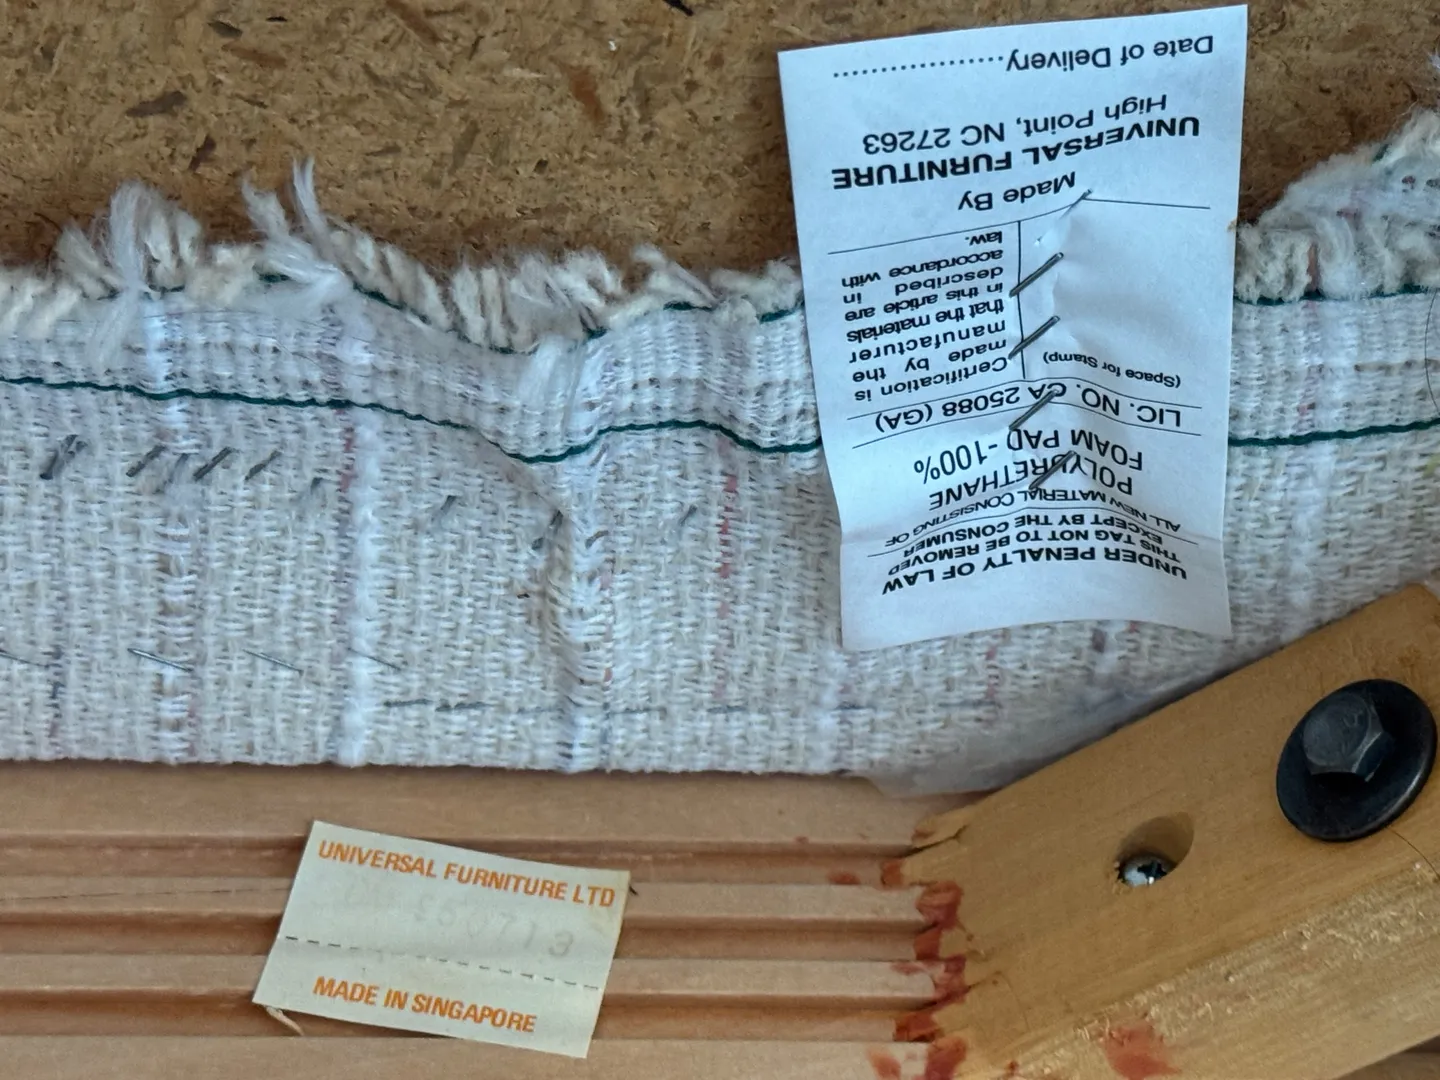 UNDER PENALTY OF LAW
THIS TAG NOT TO BE REMOVED
EXCEPT BY THE CONSUMER
ALL NEW MATERIAL CONSISTING OF
POLYURETHANE
FOAM PAD -100%
LIC. NO. CA 25088 (GA)
(Space for Stamp)
Certification is
made by the
manufacturer
that the materials
in this article are
described in
accordance with
law.
Made By
UNIVERSAL FURNITURE
High Point, NC 27263
Date of Delivery..................
UNIVERSAL FURNITURE LTD
MADE IN SINGAPORE